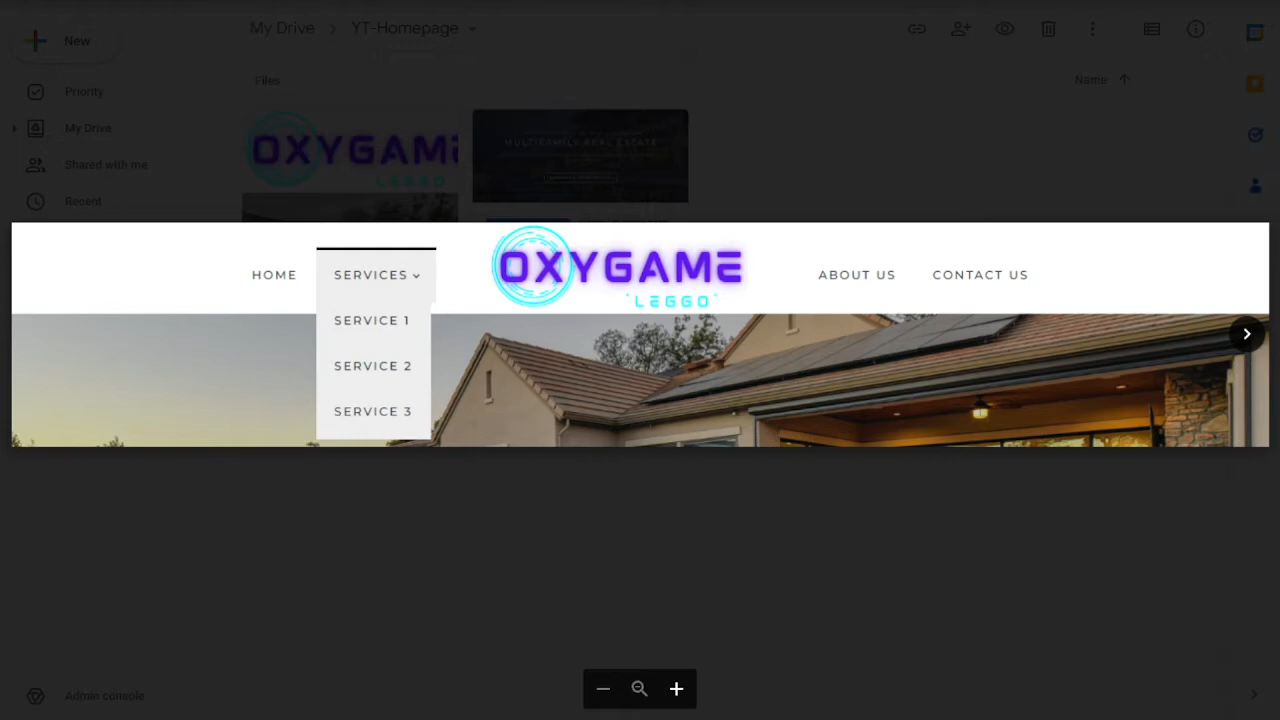 New
My Drive YT-Homepage
Files
Name
Priority
My Drive
Shared with me
Recent
OXYGAME
LEGGO
MULTIFAMILY REAL ESTATE
HOME SERVICES OXYGAME ABOUT US CONTACT US
'LEGGO'
SERVICE 1
SERVICE 2
SERVICE 3
Admin console